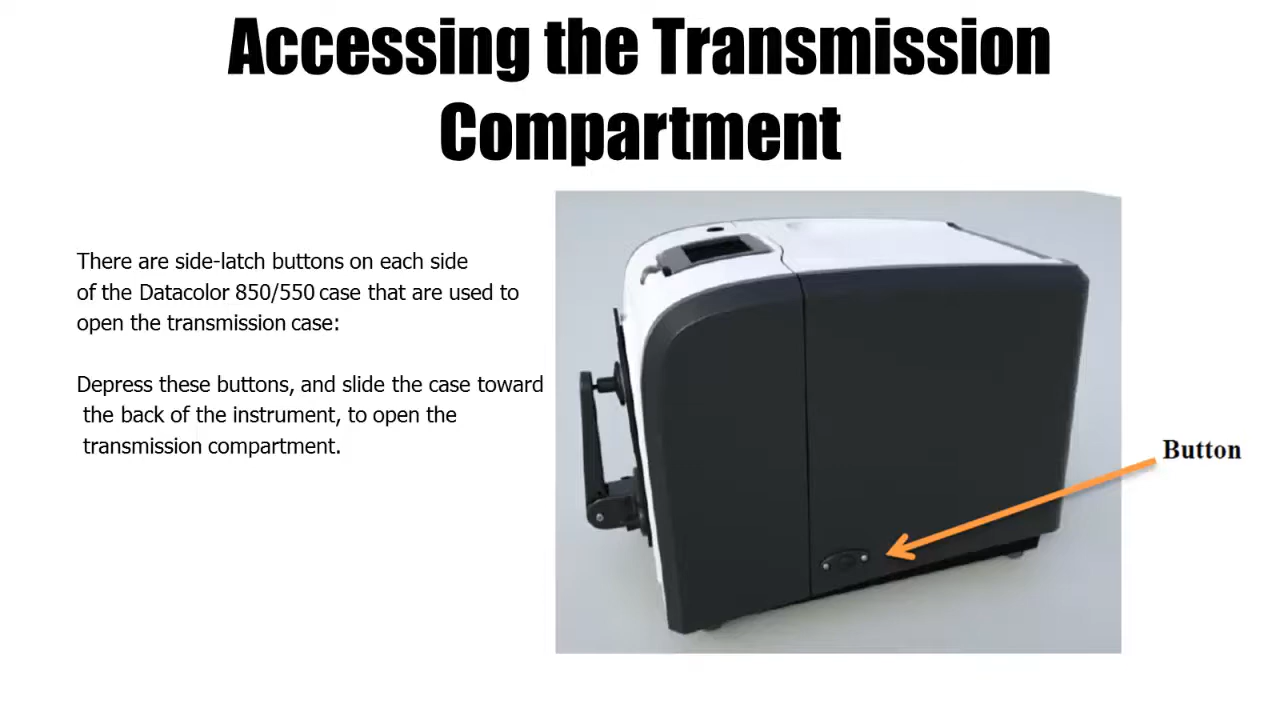 Accessing the Transmission
Compartment
There are side-latch buttons on each side
of the Datacolor 850/550 case that are used to
open the transmission case:
Depress these buttons, and slide the case toward
the back of the instrument, to open the
transmission compartment.
Button